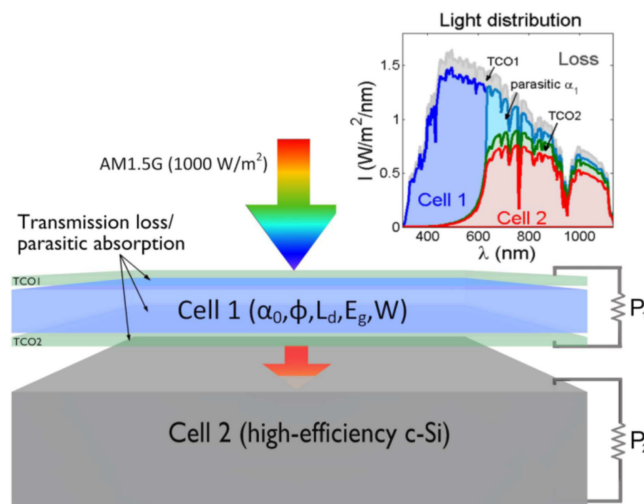 Light distribution
TCO1
Loss
parasitic α₁
TCO2
Cell 1
Cell 2
I (W/m²/nm)
1.5
1
0.5
0
400 600 800 1000
λ (nm)
AM1.5G (1000 W/m²)
Transmission loss/
parasitic absorption
TCO1
Cell 1 (α₀,ϕ,L_d,E_g,W)
TCO2
Cell 2 (high-efficiency c-Si)
P
P